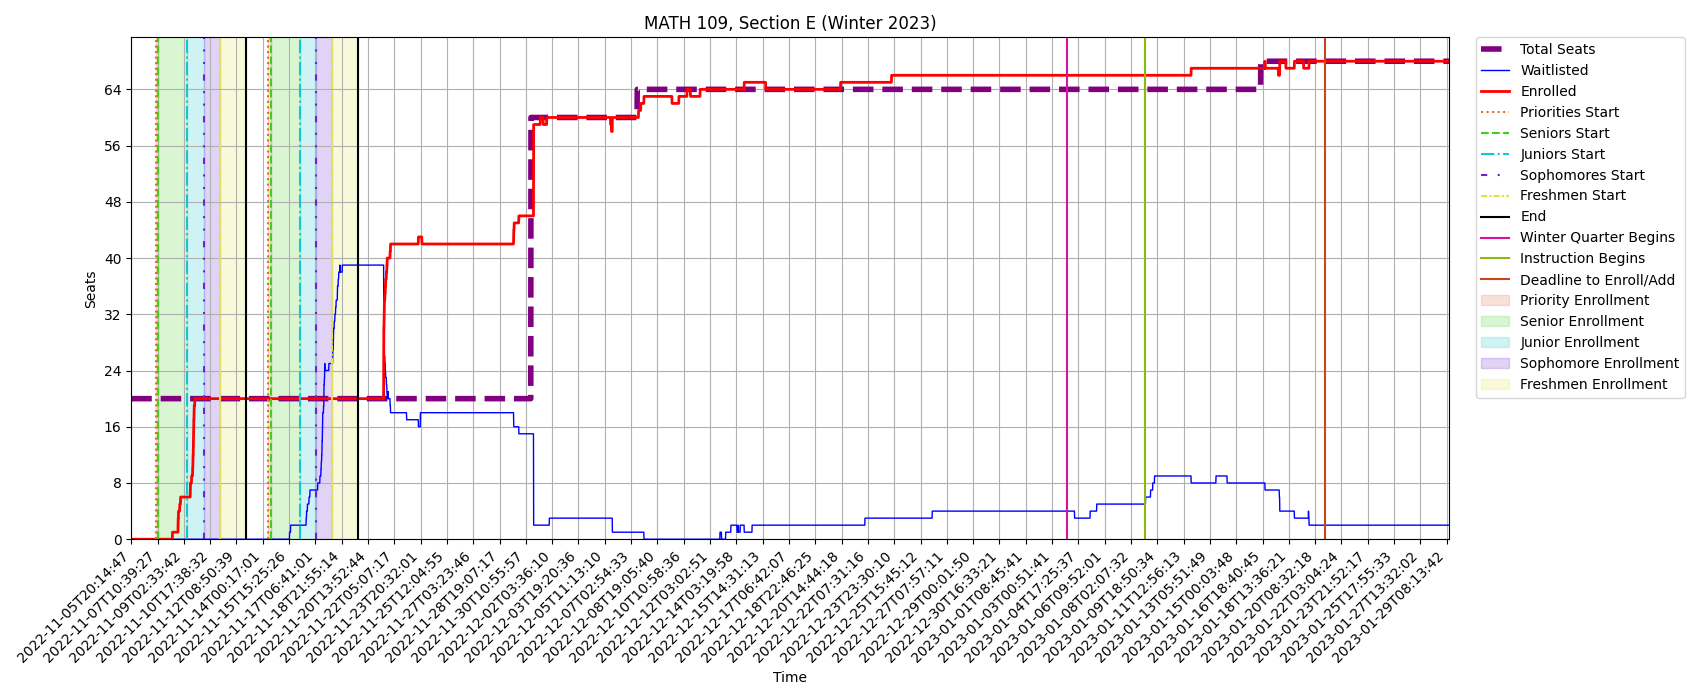 MATH 109, Section E (Winter 2023)
Seats
64
56
48
40
32
24
16
8
0
2022-11-05T20:14:47
2022-11-07T10:39:27
2022-11-09T02:33:42
2022-11-10T17:38:32
2022-11-12T08:50:39
2022-11-14T00:17:01
2022-11-15T15:25:26
2022-11-17T06:41:01
2022-11-18T21:55:14
2022-11-20T13:52:44
2022-11-22T05:07:17
2022-11-23T20:32:01
2022-11-25T12:04:55
2022-11-27T03:23:46
2022-11-28T19:07:17
2022-11-30T10:55:57
2022-12-02T03:36:10
2022-12-03T19:20:36
2022-12-05T11:13:10
2022-12-07T02:54:33
2022-12-08T19:05:40
2022-12-10T10:58:36
2022-12-12T03:02:51
2022-12-14T03:19:58
2022-12-15T14:31:13
2022-12-17T06:42:07
2022-12-18T22:46:25
2022-12-20T14:44:18
2022-12-22T07:31:16
2022-12-23T23:30:10
2022-12-25T15:45:12
2022-12-27T07:57:11
2022-12-29T00:01:50
2022-12-30T16:33:21
2023-01-01T08:45:41
2023-01-03T00:51:41
2023-01-04T17:25:37
2023-01-06T09:52:01
2023-01-08T02:07:32
2023-01-09T18:50:34
2023-01-11T12:56:13
2023-01-13T05:51:49
2023-01-15T00:03:48
2023-01-16T18:40:45
2023-01-18T13:36:21
2023-01-20T08:32:18
2023-01-22T03:04:24
2023-01-23T21:52:17
2023-01-25T17:55:33
2023-01-27T13:32:02
2023-01-29T08:13:42
Time
Total Seats
Waitlisted
Enrolled
Priorities Start
Seniors Start
Juniors Start
Sophomores Start
Freshmen Start
End
Winter Quarter Begins
Instruction Begins
Deadline to Enroll/Add
Priority Enrollment
Senior Enrollment
Junior Enrollment
Sophomore Enrollment
Freshmen Enrollment